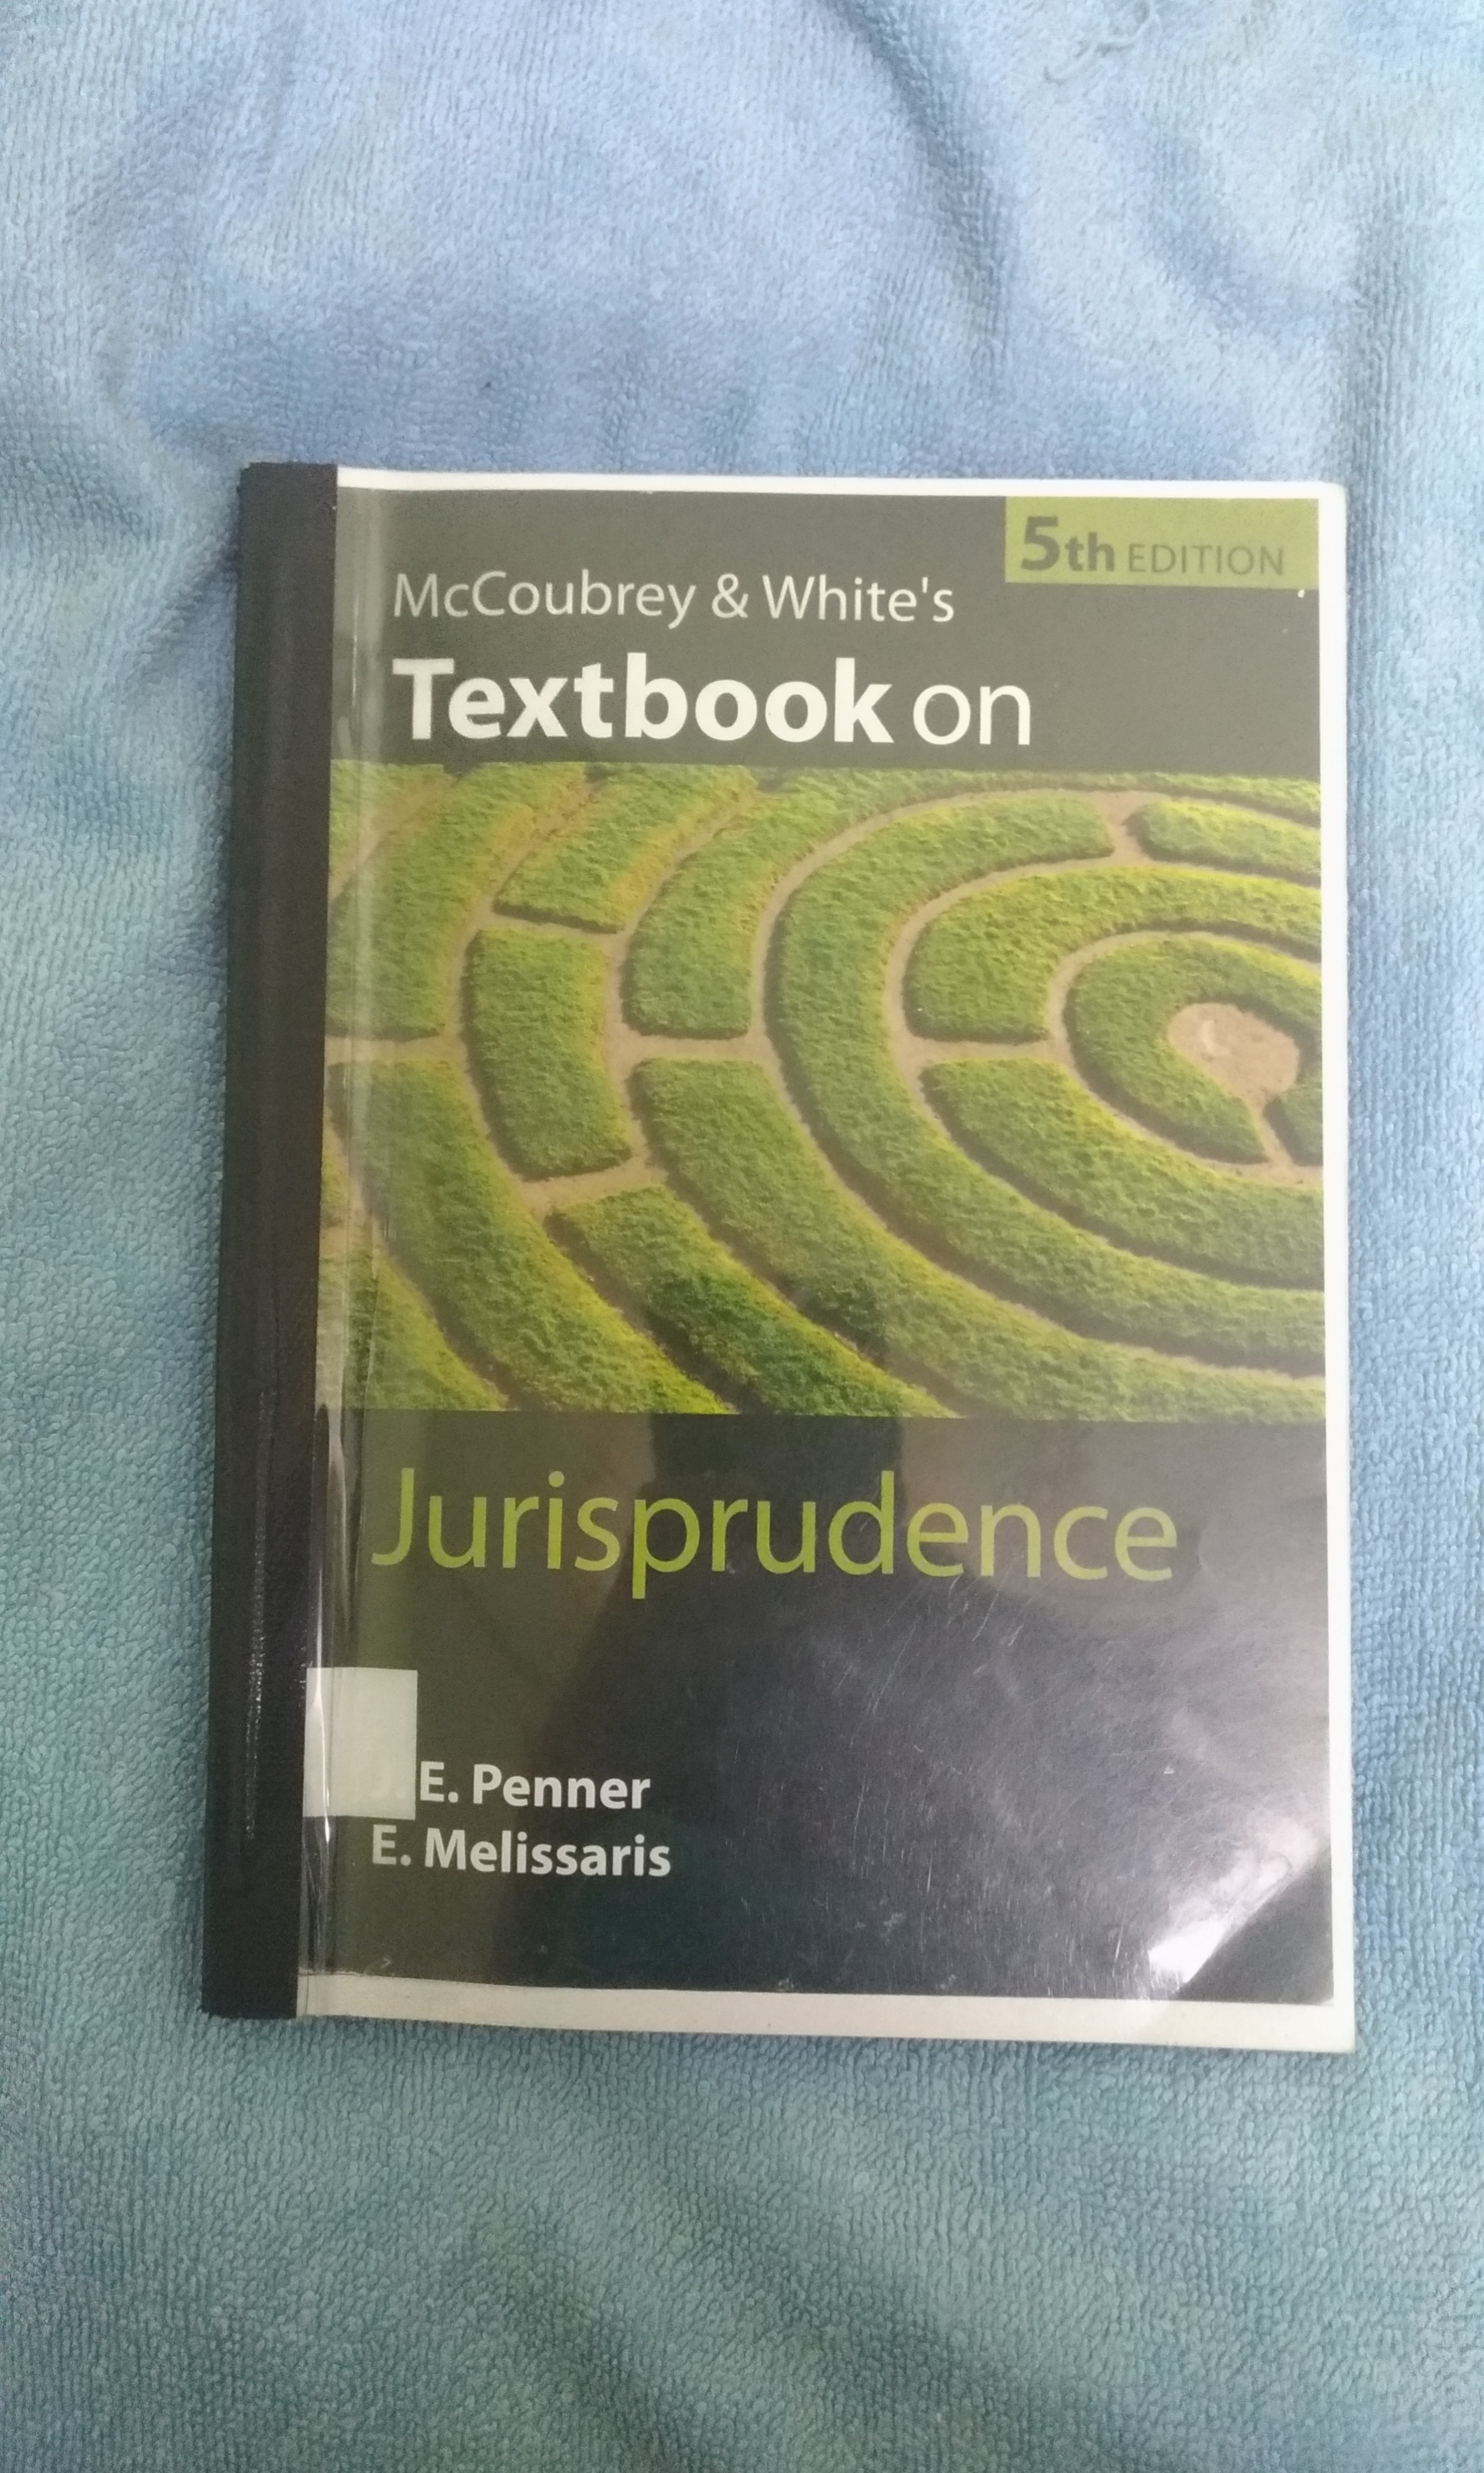 5th EDITION
McCoubrey & White's
Textbook on
Jurisprudence
E. Penner
E. Melissaris